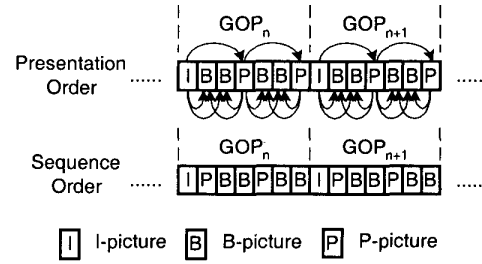 GOPn GOPn+1
Presentation Order ...... I B B P B B P I B B P B B P ......
GOPn GOPn+1
Sequence Order ...... I P B B P B B I P B B P B B ......
I I-picture B B-picture P P-picture